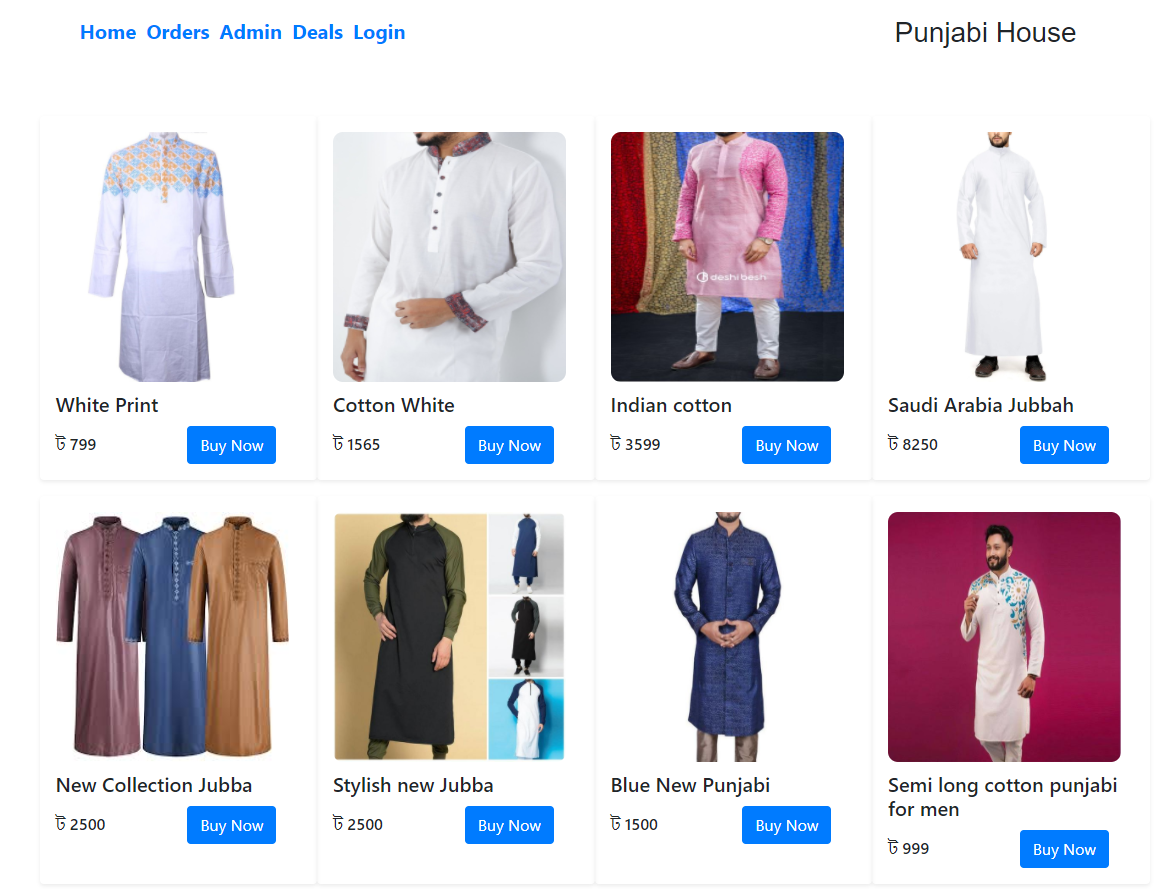 Home Orders Admin Deals Login
Punjabi House
deshi besh
White Print
Cotton White
Indian cotton
Saudi Arabia Jubbah
৳ 799
Buy Now
৳ 1565
Buy Now
৳ 3599
Buy Now
৳ 8250
Buy Now
New Collection Jubba
Stylish new Jubba
Blue New Punjabi
Semi long cotton punjabi
for men
৳ 2500
Buy Now
৳ 2500
Buy Now
৳ 1500
Buy Now
৳ 999
Buy Now